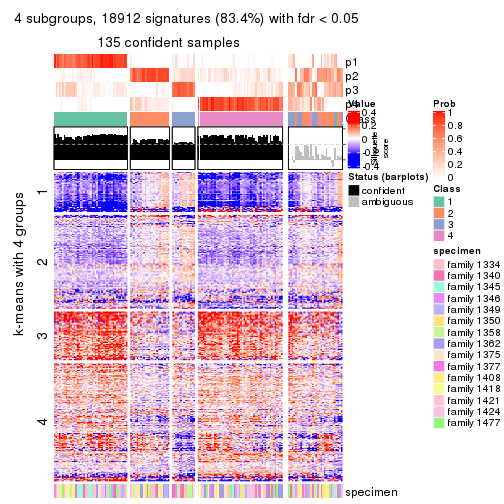 4 subgroups, 18912 signatures (83.4%) with fdr < 0.05
135 confident samples
p1
p2
p3
p4
Class
k-means with 4 groups
1
2
3
4
specimen
Value
0.4
0.2
0
-0.2
-0.4
Silhouette
score
Status (barplots)
confident
ambiguous
Prob
1
0.8
0.6
0.4
0.2
0
Class
1
2
3
4
specimen
family 1334
family 1340
family 1345
family 1346
family 1349
family 1350
family 1358
family 1362
family 1375
family 1377
family 1408
family 1418
family 1421
family 1424
family 1477